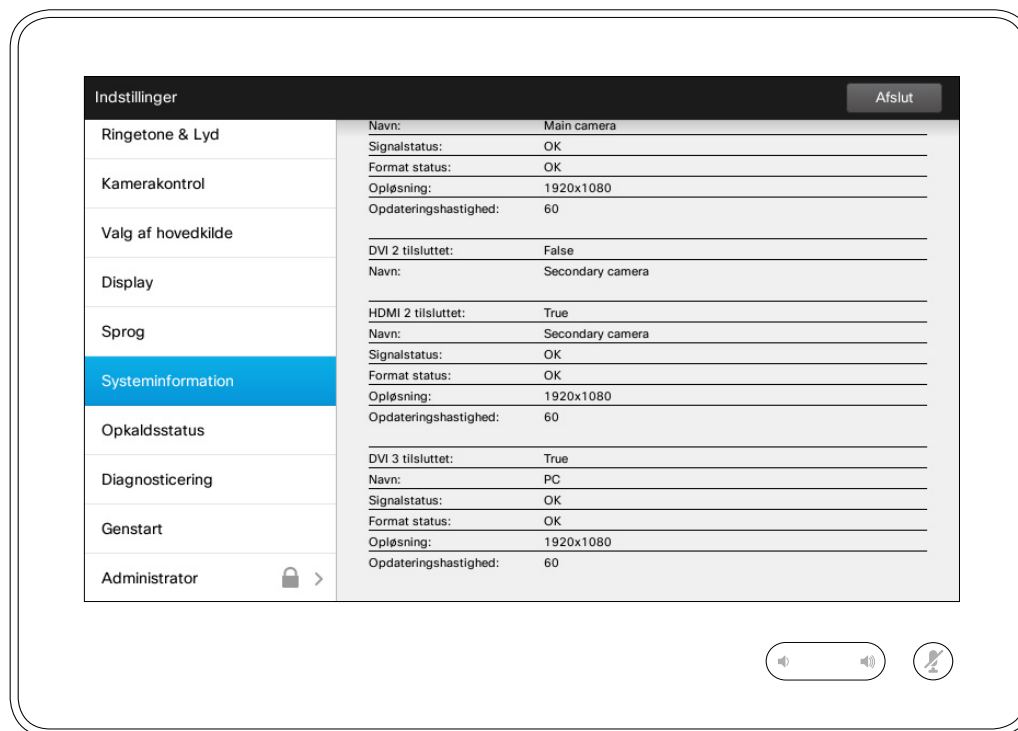 Indstillinger
Afslut
Ringetone & Lyd
Kamerakontrol
Valg af hovedkilde
Display
Sprog
Systeminformation
Opkaldsstatus
Diagnosticering
Genstart
Administrator
Navn: Main camera
Signalstatus: OK
Format status: OK
Opløsning: 1920x1080
Opdateringshastighed: 60
DVI 2 tilsluttet: False
Navn: Secondary camera
HDMI 2 tilsluttet: True
Navn: Secondary camera
Signalstatus: OK
Format status: OK
Opløsning: 1920x1080
Opdateringshastighed: 60
DVI 3 tilsluttet: True
Navn: PC
Signalstatus: OK
Format status: OK
Opløsning: 1920x1080
Opdateringshastighed: 60